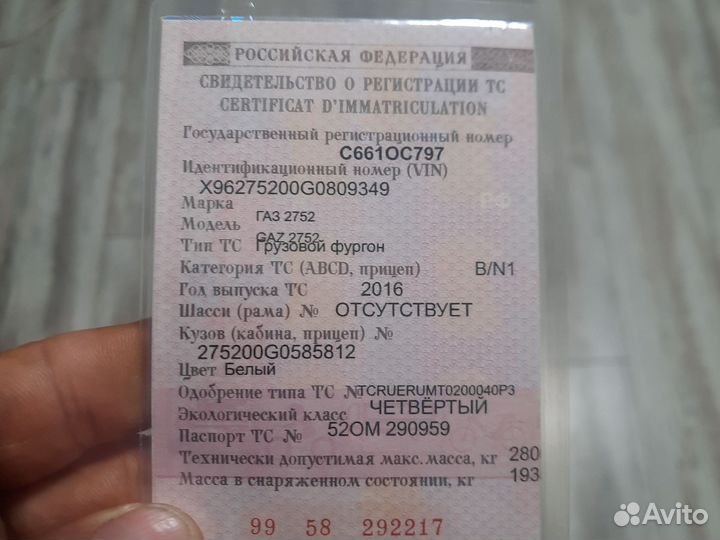 РОССИЙСКАЯ ФЕДЕРАЦИЯ
СВИДЕТЕЛЬСТВО О РЕГИСТРАЦИИ ТС
CERTIFICAT D'IMMATRICULATION
Государственный регистрационный номер
С661ОС797
Идентификационный номер (VIN)
X96275200G0809349
Марка
Модель ГАЗ 2752
GAZ 2752
Тип ТС Грузовой фургон
Категория ТС (ABCD, прицеп) B/N1
Год выпуска ТС 2016
Шасси (рама) № ОТСУТСТВУЕТ
Кузов (кабина, прицеп) №
275200G0585812
Цвет Белый
Одобрение типа ТС №TCRUERUMT0200040P3
Экологический класс ЧЕТВЁРТЫЙ
Паспорт ТС № 52ОМ 290959
Технически допустимая макс. масса, кг 280
Масса в снаряженном состоянии, кг 193
99 58 292217
Avito